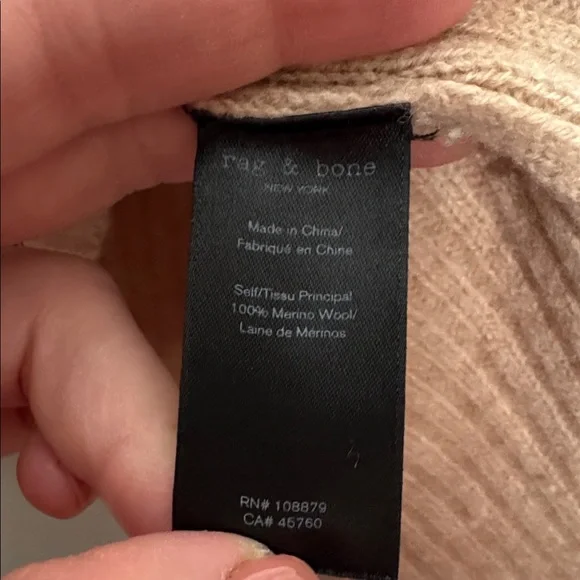 rag & bone
NEW YORK
Made in China/
Fabriqué en Chine
Self/Tissu Principal
100% Merino Wool/
Laine de Merinos
RN# 108879
CA# 45760